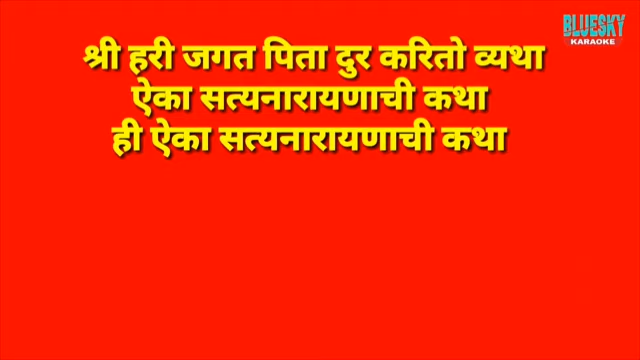 BLUESKY
KARAOKE
श्री हरी जगत पिता दुर करितो व्यथा
ऐका सत्यनारायणाची कथा
ही ऐका सत्यनारायणाची कथा